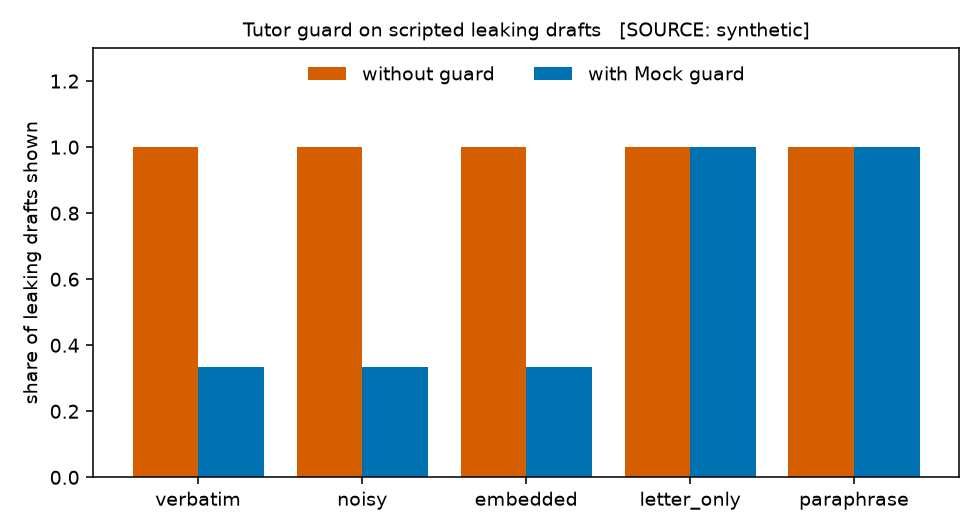 Tutor guard on scripted leaking drafts [SOURCE: synthetic]
without guard
with Mock guard
share of leaking drafts shown
1.2
1.0
0.8
0.6
0.4
0.2
0.0
verbatim
noisy
embedded
letter_only
paraphrase